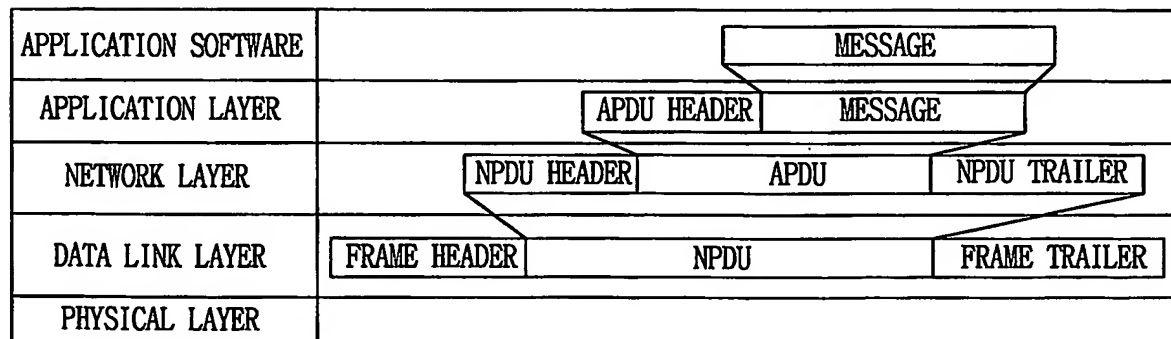 APPLICATION SOFTWARE MESSAGE
APPLICATION LAYER APDU HEADER MESSAGE
NETWORK LAYER NPDU HEADER APDU NPDU TRAILER
DATA LINK LAYER FRAME HEADER NPDU FRAME TRAILER
PHYSICAL LAYER